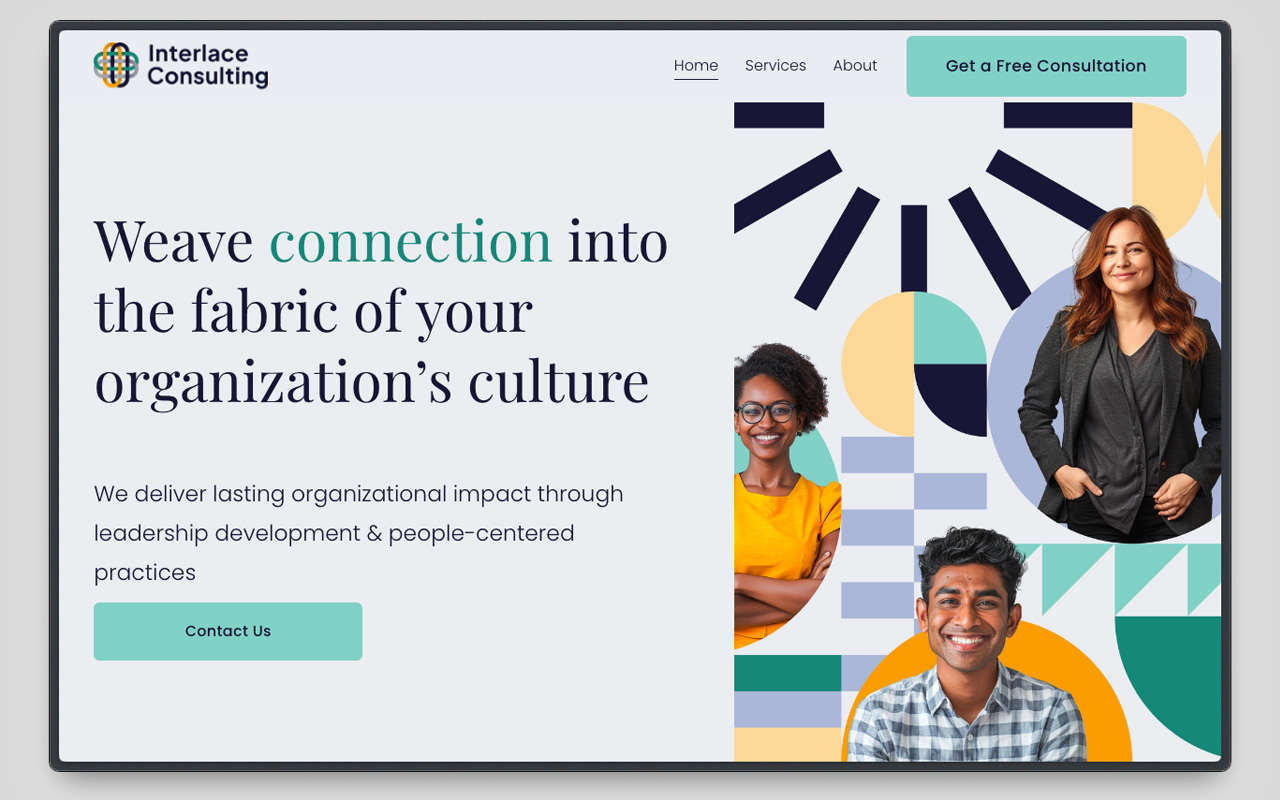 Interlace
Consulting
Home Services About Get a Free Consultation
Weave connection into
the fabric of your
organization’s culture
We deliver lasting organizational impact through
leadership development & people-centered
practices
Contact Us